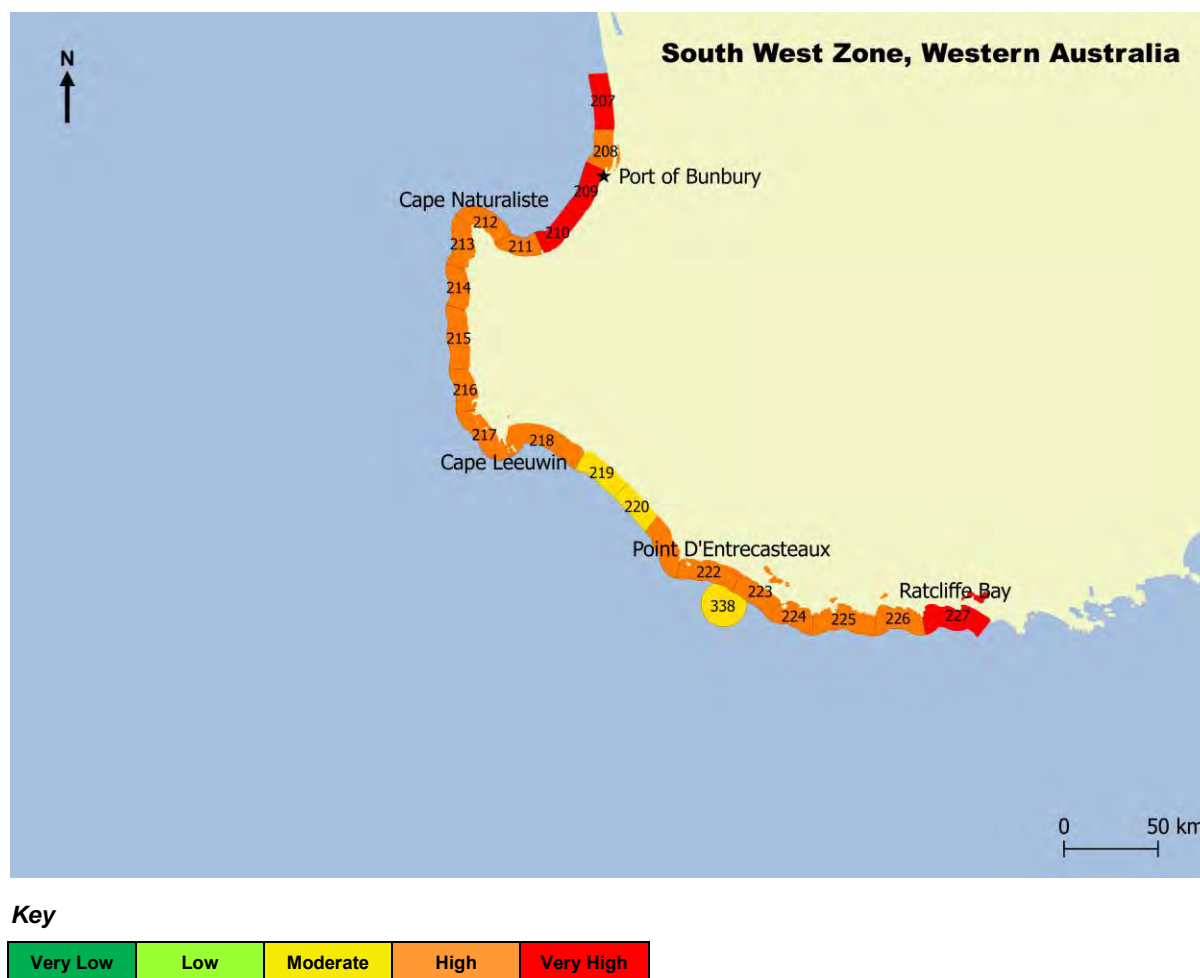 South West Zone, Western Australia
N
207
208
Port of Bunbury
209
Cape Naturaliste
212
210
213
211
214
215
216
217
218
Cape Leeuwin
219
220
Point D'Entrecasteaux
222
223
Ratcliffe Bay
338
224
225
226
227
0 50 km
Key
Very Low Low Moderate High Very High